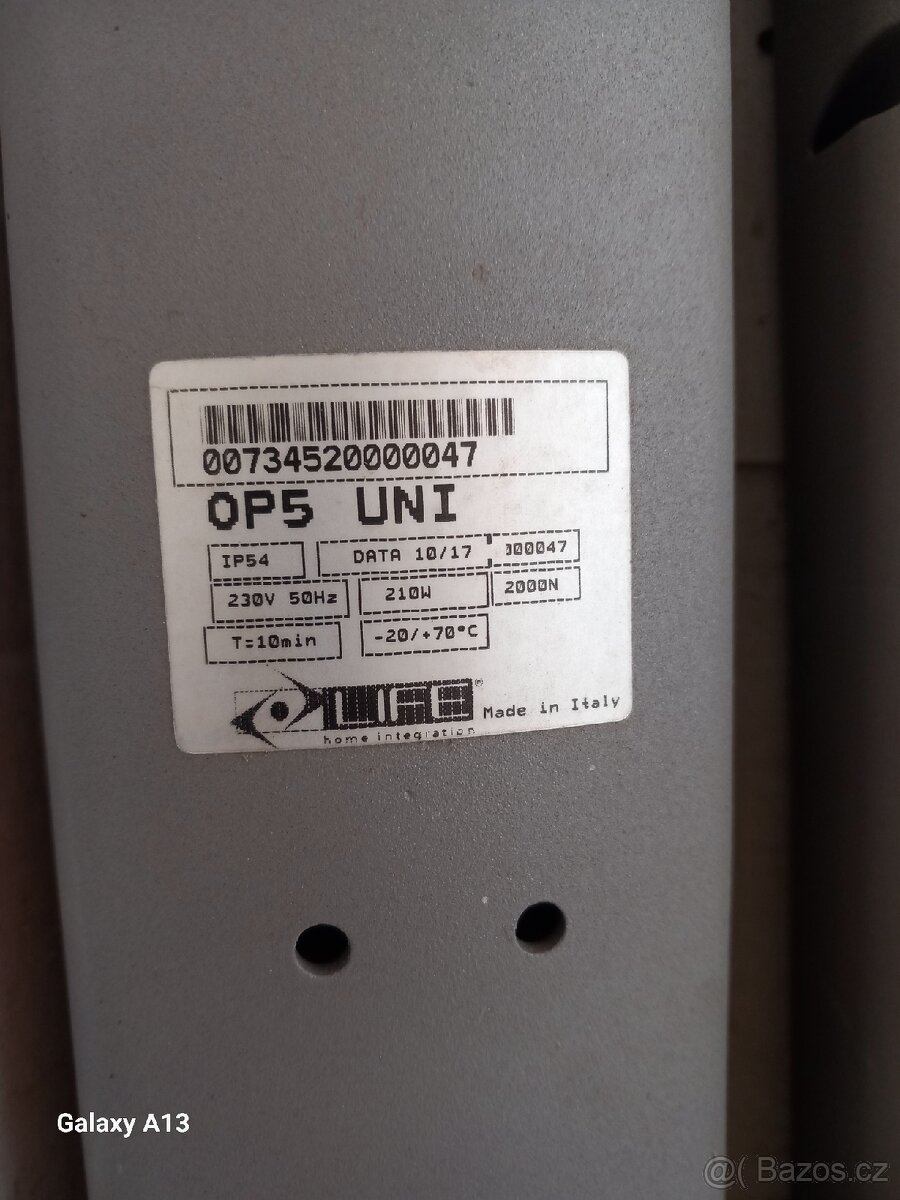 00734520000047
OP5 UNI
IP54 DATA 10/17 000047
230V 50Hz 210W 2000N
T=10min -20/+70°C
LIFE ® Made in Italy
home integration
Galaxy A13
@( Bazos.cz